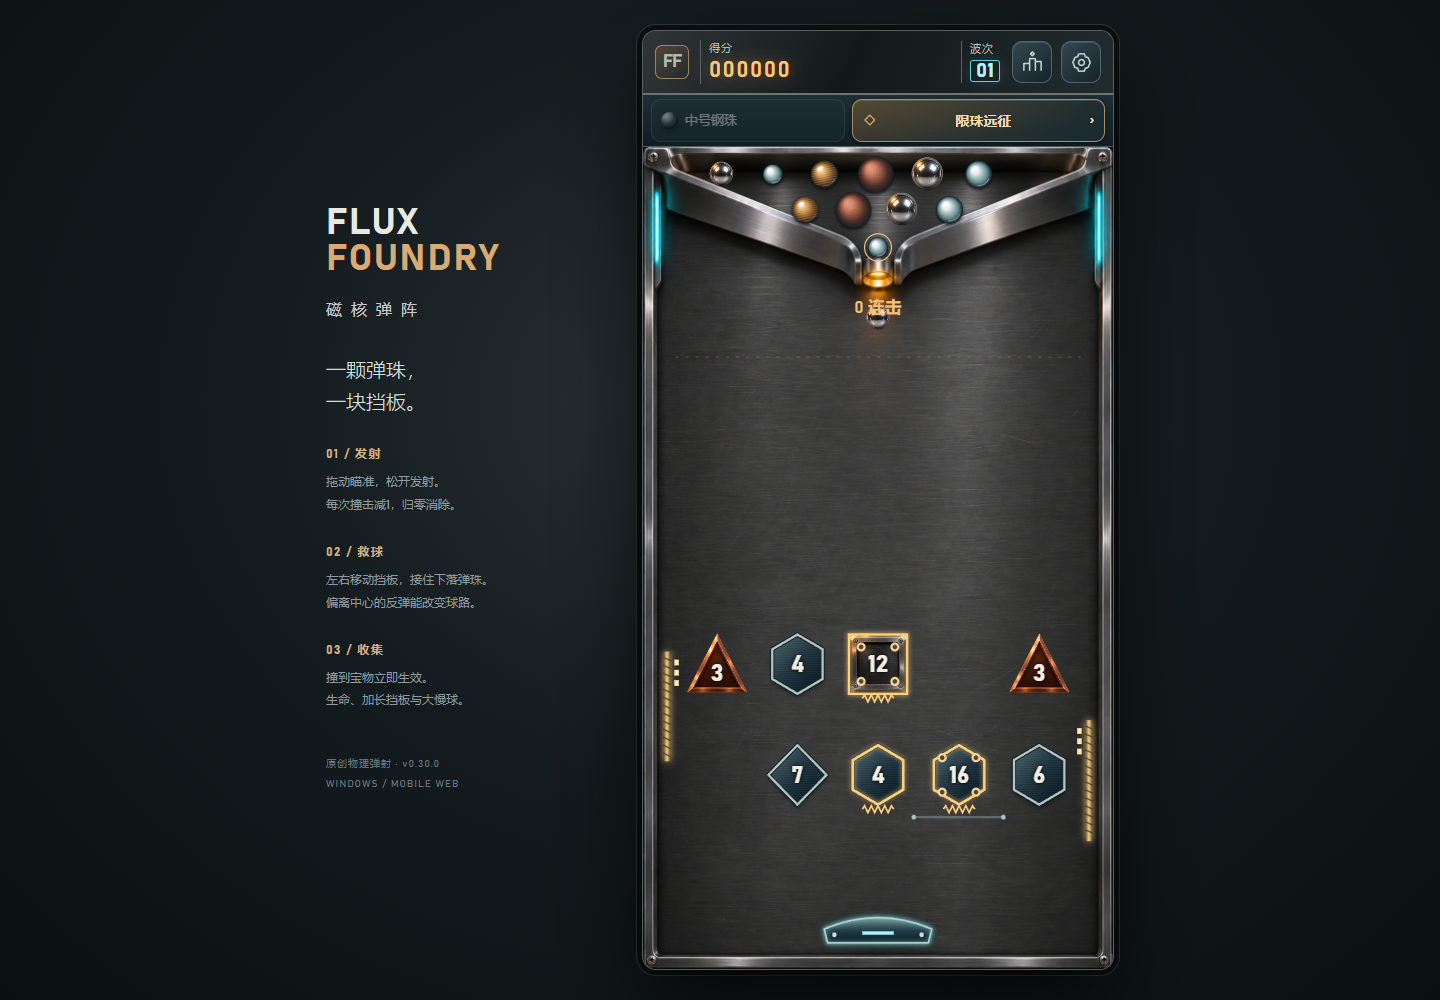 FF
得分
000000
波次
01
中号钢珠
限珠远征
FLUX
FOUNDRY
磁核弹阵
一颗弹珠，
一块挡板。
01 / 发射
拖动瞄准，松开发射。
每次撞击减1，归零消除。
02 / 救球
左右移动挡板，接住下落弹珠。
偏离中心的反弹能改变球路。
03 / 收集
撞到宝物立即生效。
生命、加长挡板与大慢球。
原创物理弹射 · v0.30.0
WINDOWS / MOBILE WEB
0 连击
3
4
12
3
7
4
16
6